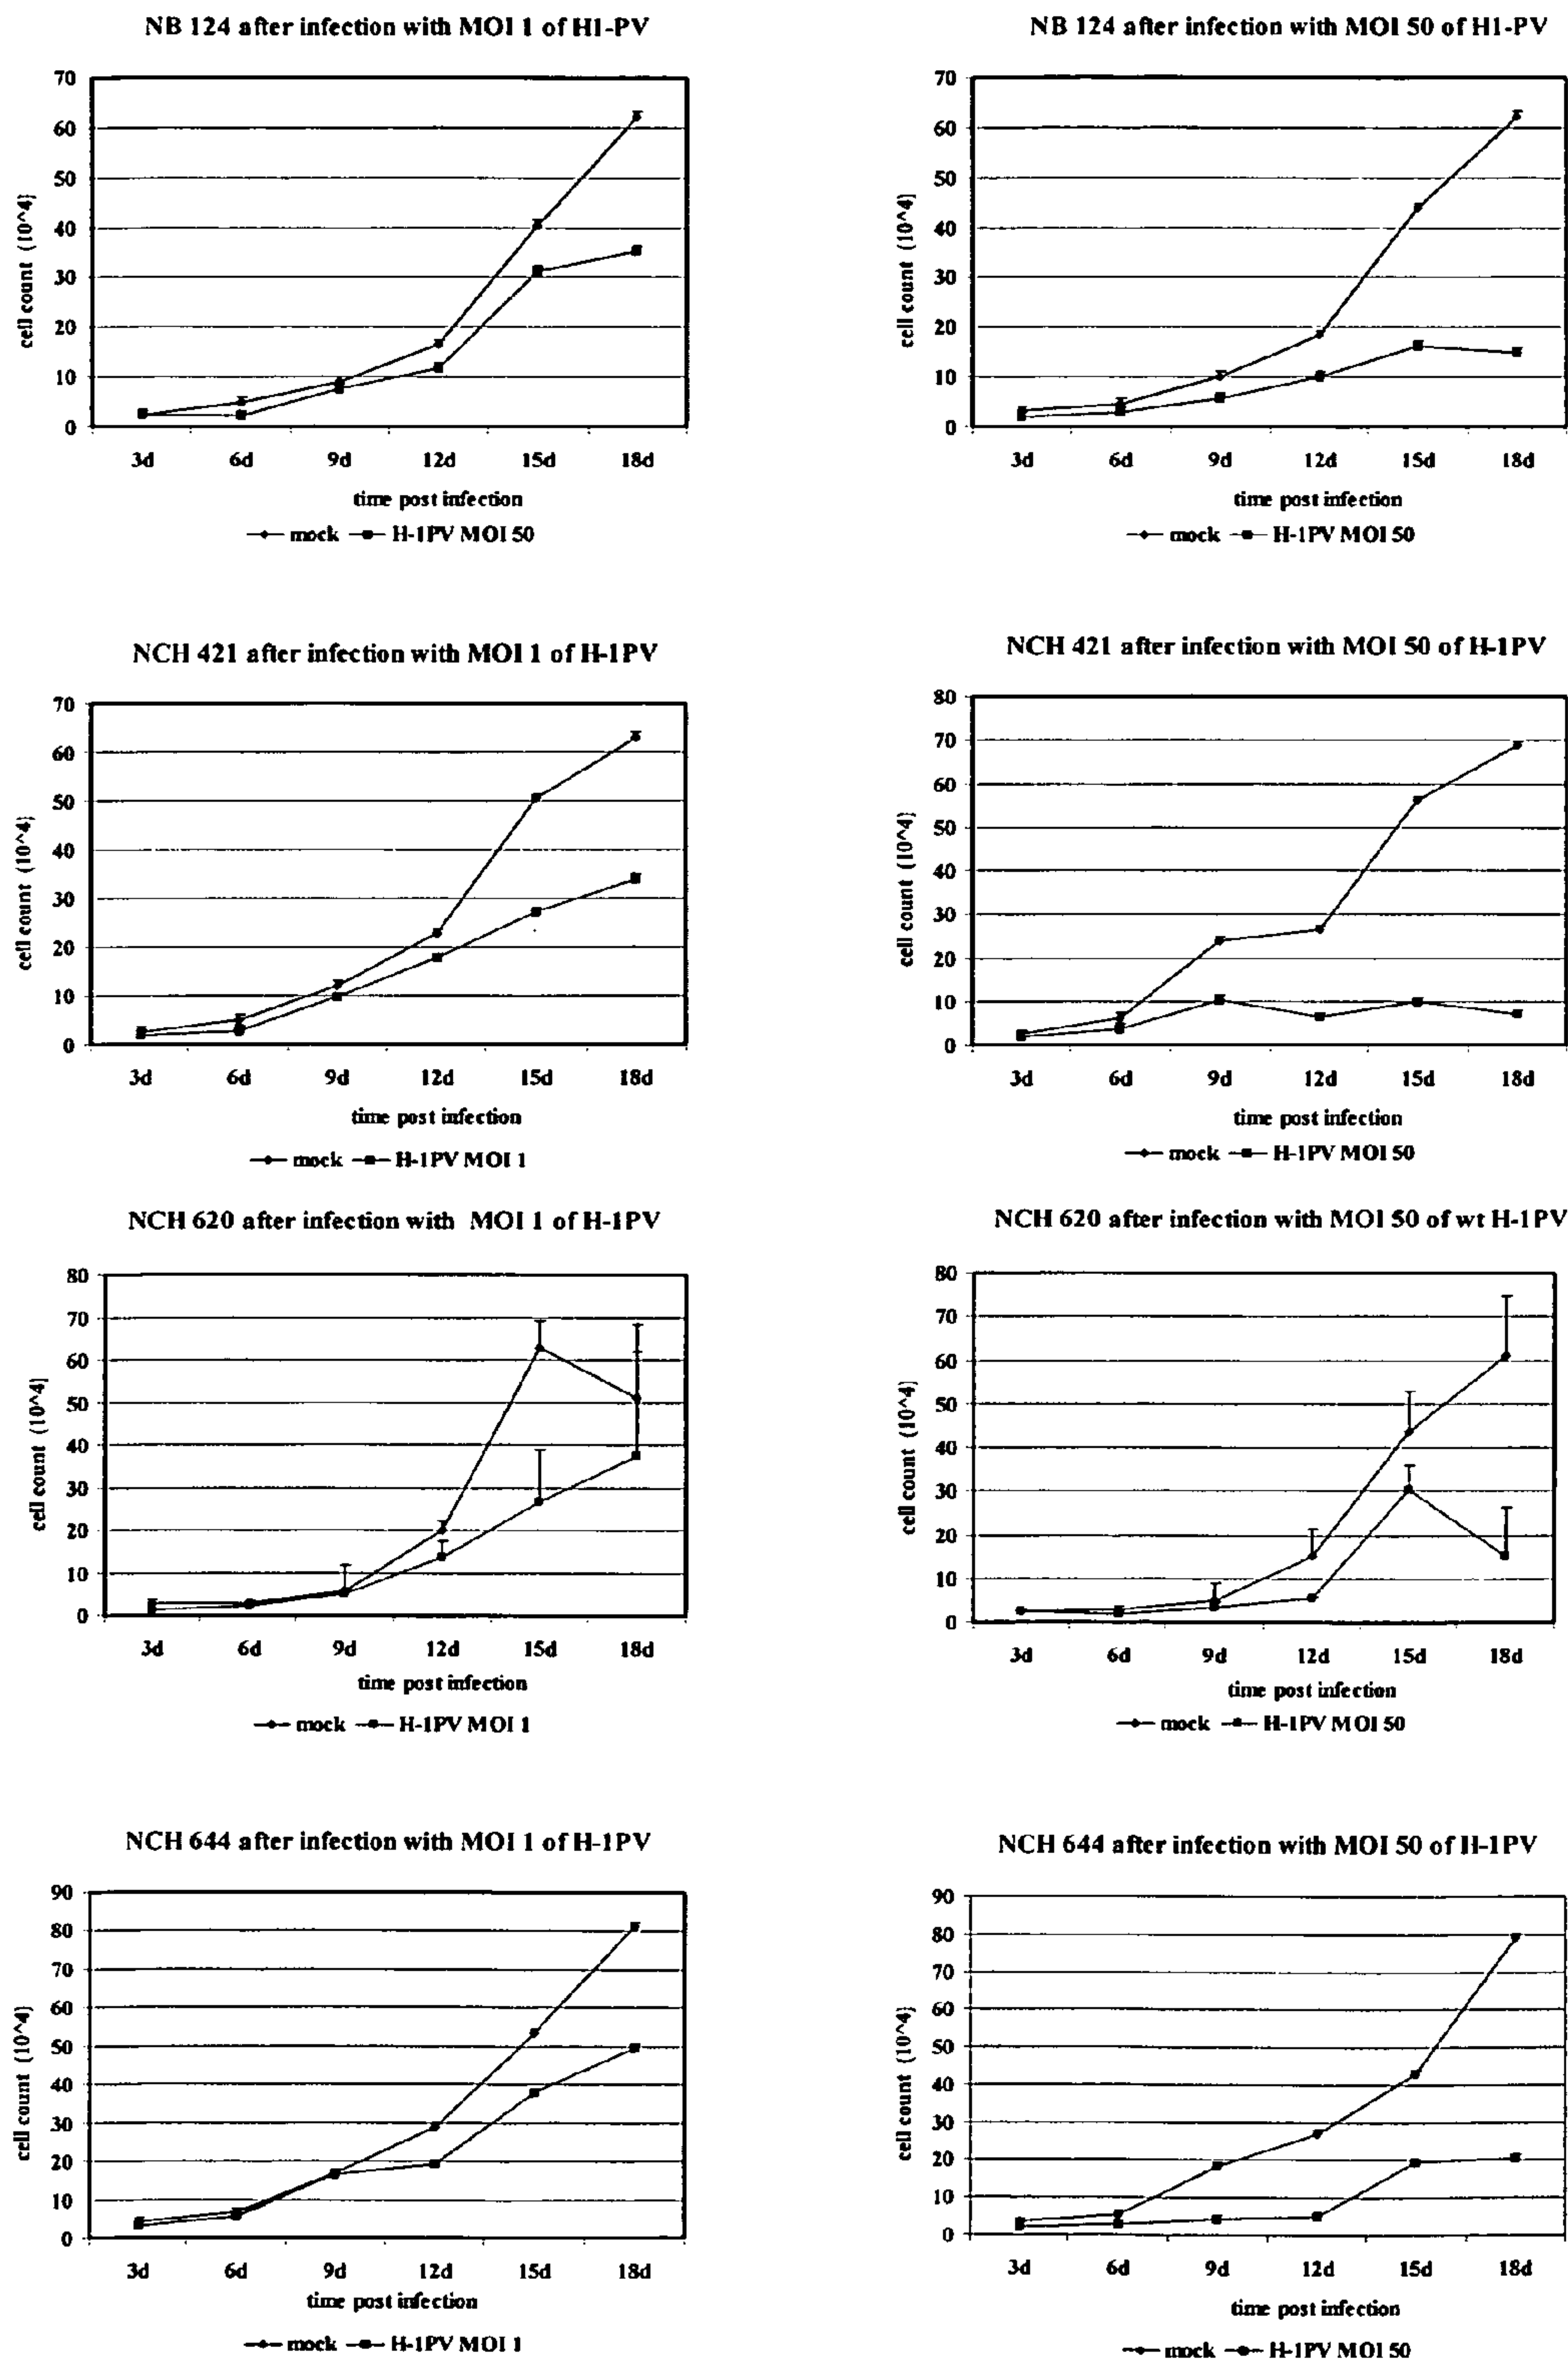 NB 124 after infection with MOI 1 of H1-PV
70
60
50
40
30
20
10
0
cell count (10^4)
3d 6d 9d 12d 15d 18d
time post infection
mock H-1PV MOI 50
NB 124 after infection with MOI 50 of H1-PV
70
60
50
40
30
20
10
0
cell count (10^4)
3d 6d 9d 12d 15d 18d
time post infection
mock H-1PV MOI 50
NCH 421 after infection with MOI 1 of H-1PV
70
60
50
40
30
20
10
0
cell count (10^4)
3d 6d 9d 12d 15d 18d
time post infection
mock H-1PV MOI 1
NCH 421 after infection with MOI 50 of H-1PV
80
70
60
50
40
30
20
10
0
cell count (10^4)
3d 6d 9d 12d 15d 18d
time post infection
mock H-1PV MOI 50
NCH 620 after infection with MOI 1 of H-1PV
80
70
60
50
40
30
20
10
0
cell count (10^4)
3d 6d 9d 12d 15d 18d
time post infection
mock H-1PV MOI 1
NCH 620 after infection with MOI 50 of wt H-1PV
80
70
60
50
40
30
20
10
0
cell count (10^4)
3d 6d 9d 12d 15d 18d
time post infection
mock H-1PV MOI 50
NCH 644 after infection with MOI 1 of H-1PV
90
80
70
60
50
40
30
20
10
0
cell count (10^4)
3d 6d 9d 12d 15d 18d
time post infection
mock H-1PV MOI 1
NCH 644 after infection with MOI 50 of H-1PV
90
80
70
60
50
40
30
20
10
0
cell count (10^4)
3d 6d 9d 12d 15d 18d
time post infection
mock H-1PV MOI 50